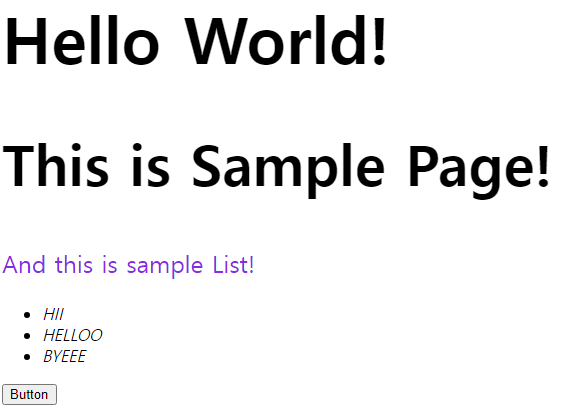 Hello World!
This is Sample Page!
And this is sample List!
HII
HELLOO
BYEEE
Button